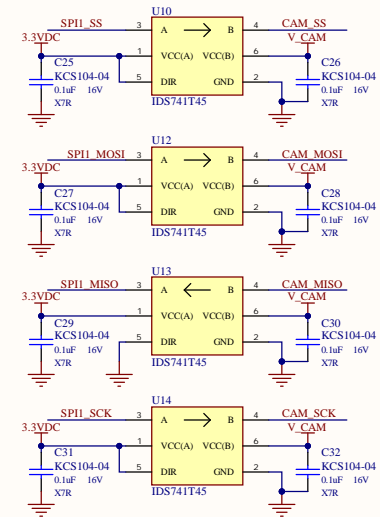 U10
SPI1_SS 3 A B 4 CAM_SS
3.3VDC 1 VCC(A) VCC(B) 6 V_CAM
C25 5 DIR GND 2 C26
KCS104-04 KCS104-04
0.1uF 16V IDS741T45 0.1uF 16V
X7R X7R
U12
SPI1_MOSI 3 A B 4 CAM_MOSI
3.3VDC 1 VCC(A) VCC(B) 6 V_CAM
C27 5 DIR GND 2 C28
KCS104-04 KCS104-04
0.1uF 16V IDS741T45 0.1uF 16V
X7R X7R
U13
SPI1_MISO 3 A B 4 CAM_MISO
3.3VDC 1 VCC(A) VCC(B) 6 V_CAM
C29 5 DIR GND 2 C30
KCS104-04 KCS104-04
0.1uF 16V IDS741T45 0.1uF 16V
X7R X7R
U14
SPI1_SCK 3 A B 4 CAM_SCK
3.3VDC 1 VCC(A) VCC(B) 6 V_CAM
C31 5 DIR GND 2 C32
KCS104-04 KCS104-04
0.1uF 16V IDS741T45 0.1uF 16V
X7R X7R